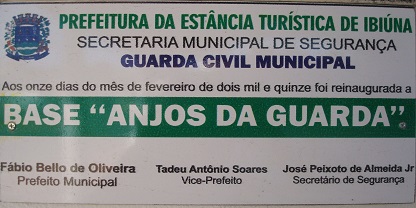 PREFEITURA DA ESTÂNCIA TURÍSTICA DE IBIÚNA
SECRETARIA MUNICIPAL DE SEGURANÇA
GUARDA CIVIL MUNICIPAL
Aos onze dias do mês de fevereiro de dois mil e quinze foi reinaugurada a
BASE "ANJOS DA GUARDA"
Fábio Bello de Oliveira Tadeu Antônio Soares José Peixoto de Almeida Jr
Prefeito Municipal Vice-Prefeito Secretário de Segurança